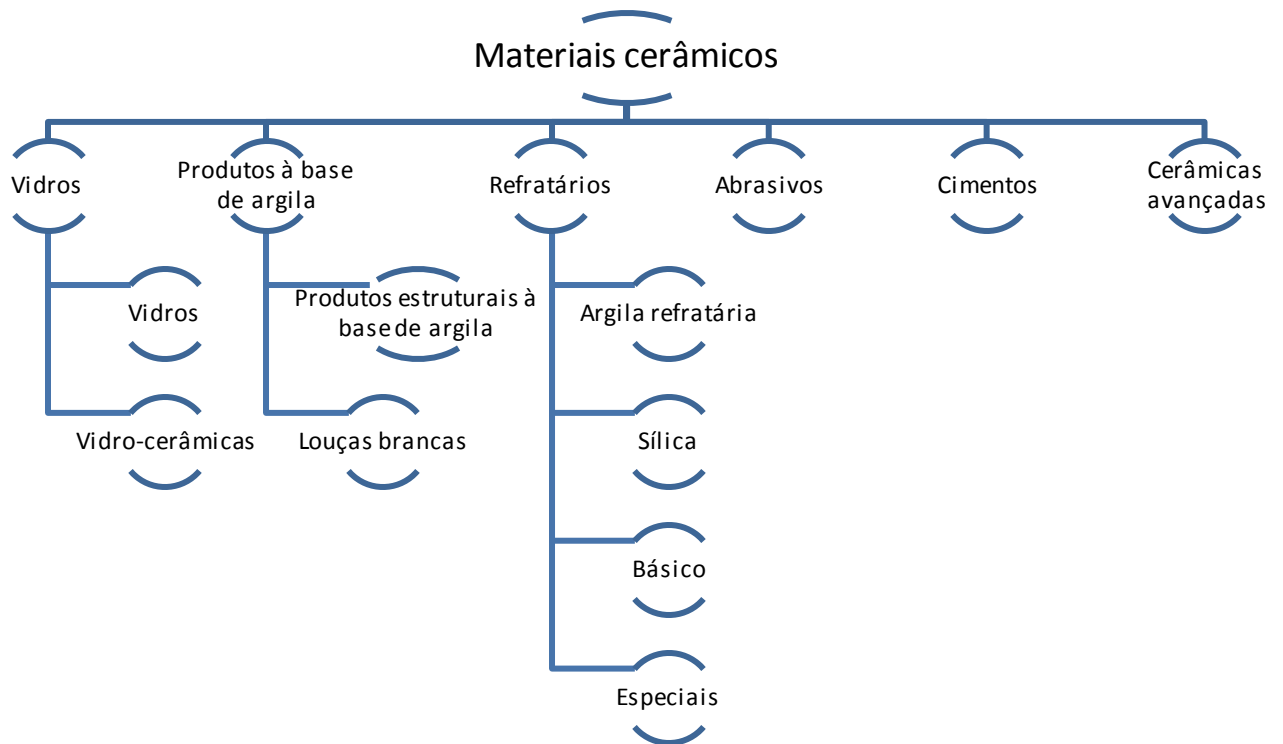 Materiais cerâmicos
Vidros
Produtos à base
de argila
Refratários
Abrasivos
Cimentos
Cerâmicas
avançadas
Vidros
Vidro-cerâmicas
Produtos estruturais à
base de argila
Louças brancas
Argila refratária
Sílica
Básico
Especiais